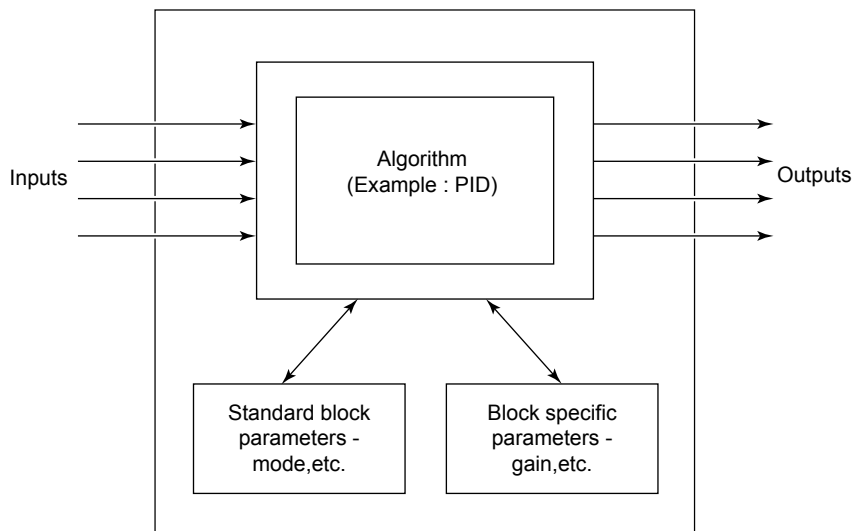 Algorithm
(Example : PID)
Inputs
Outputs
Standard block
parameters -
mode,etc.
Block specific
parameters -
gain,etc.